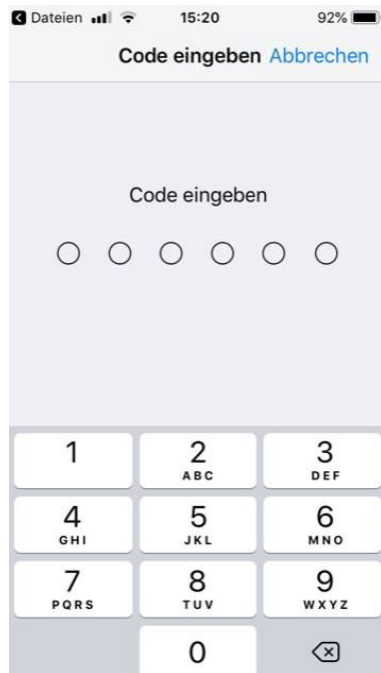 Dateien 15:20 92%
Code eingeben Abbrechen
Code eingeben
1 2 3
ABC DEF
4 5 6
GHI JKL MNO
7 8 9
PQRS TUV WXYZ
0